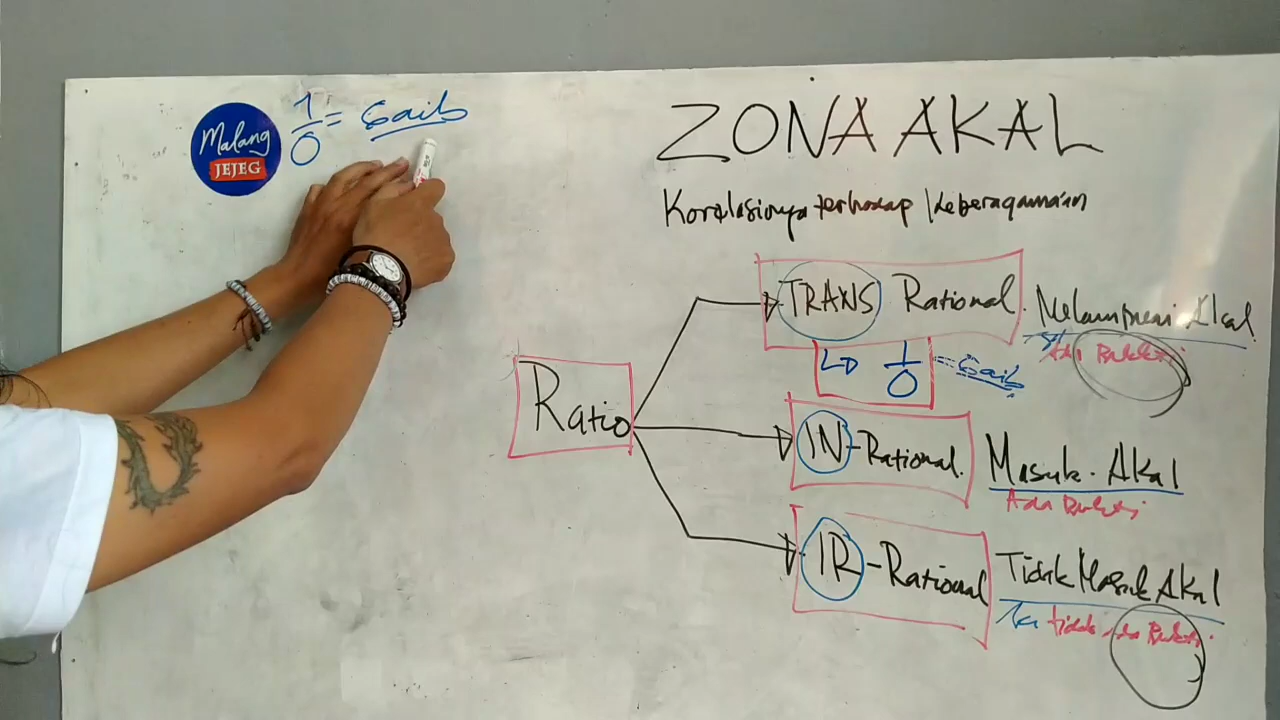 Malang
JEJEG
1/0 = Gaib
ZONA AKAL
Korelasinya terhadap Keberagamaan
TRANS Rational. Melampaui Akal
Ada Bukti
1/0 = Gaib
Ratio
IN-Rational. Masuk Akal
Ada Bukti
IR-Rational Tidak Masuk Akal
tidak Ada Bukti